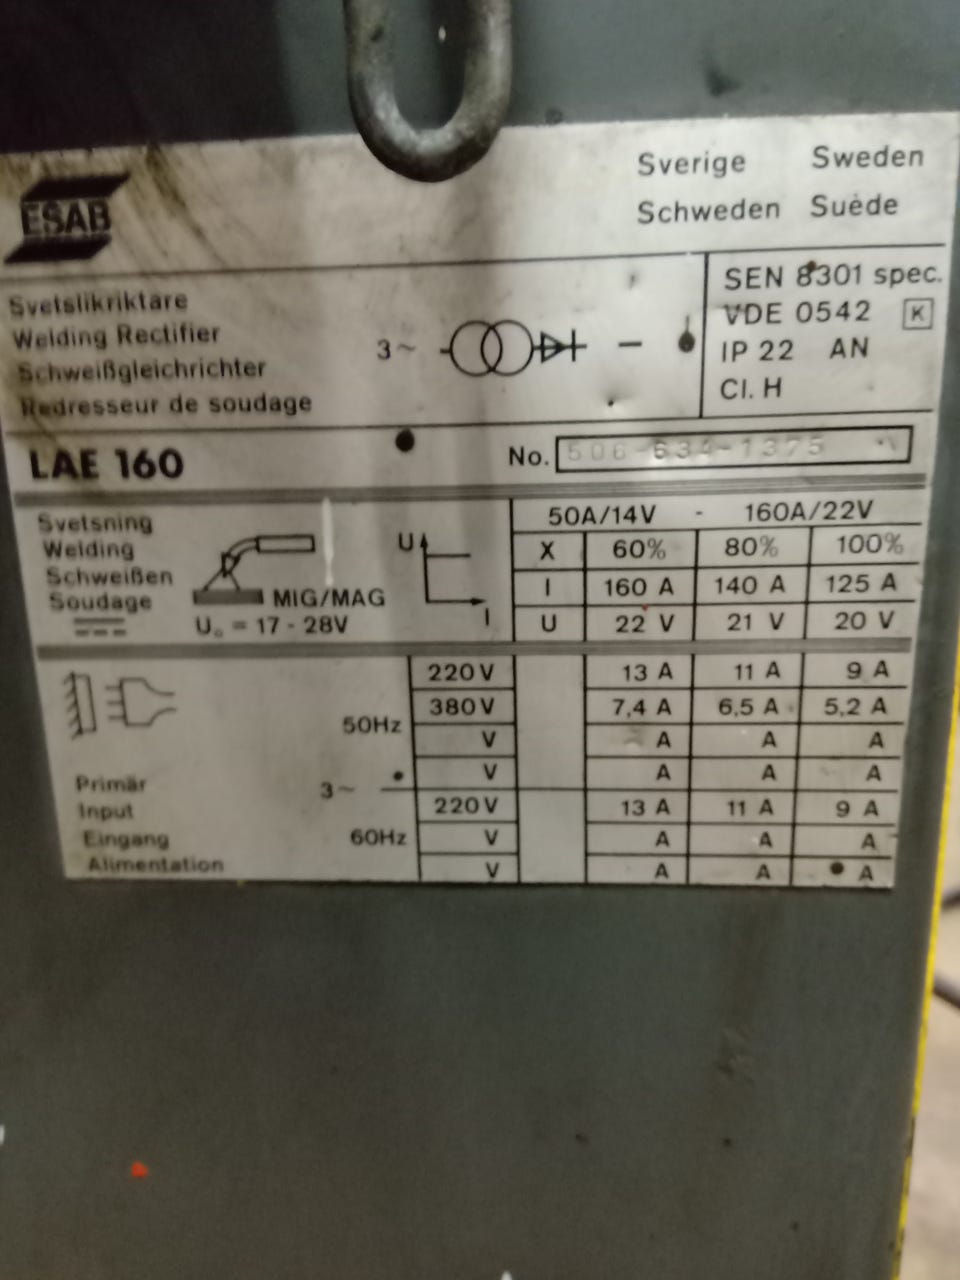 Sverige Sweden
Schweden Suède
ESAB
Svetslikriktare
Welding Rectifier
Schweißgleichrichter
Redresseur de soudage
3~
SEN 8301 spec.
VDE 0542 K
IP 22 AN
Cl. H
LAE 160
No. 506-634-1375
Svetsning
Welding
Schweißen
Soudage
MIG/MAG
U₀ = 17 - 28V
U
I
50A/14V - 160A/22V
X 60% 80% 100%
I 160 A 140 A 125 A
U 22 V 21 V 20 V
Primär
Input
Eingang
Alimentation
3~
50Hz
220V 13 A 11 A 9 A
380V 7,4 A 6,5 A 5,2 A
V A A A
V A A A
60Hz
220V 13 A 11 A 9 A
V A A A
V A A A